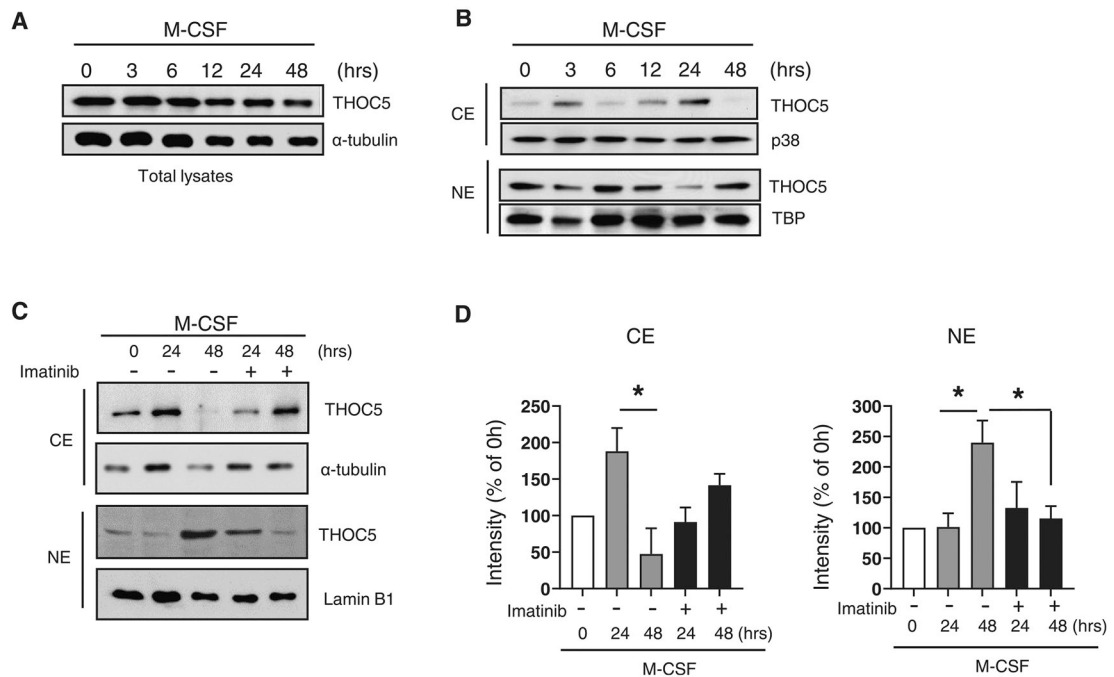 A
M-CSF
0 3 6 12 24 48 (hrs)
THOC5
α-tubulin
Total lysates
B
M-CSF
0 3 6 12 24 48 (hrs)
CE
THOC5
p38
NE
THOC5
TBP
C
M-CSF
0 24 48 24 48 (hrs)
Imatinib - - - + +
CE
THOC5
α-tubulin
NE
THOC5
Lamin B1
D
CE
*
Intensity (% of 0h)
250
200
150
100
50
0
Imatinib - - - + +
0 24 48 24 48 (hrs)
M-CSF
NE
* *
Intensity (% of 0h)
300
250
200
150
100
50
0
Imatinib - - - + +
0 24 48 24 48 (hrs)
M-CSF